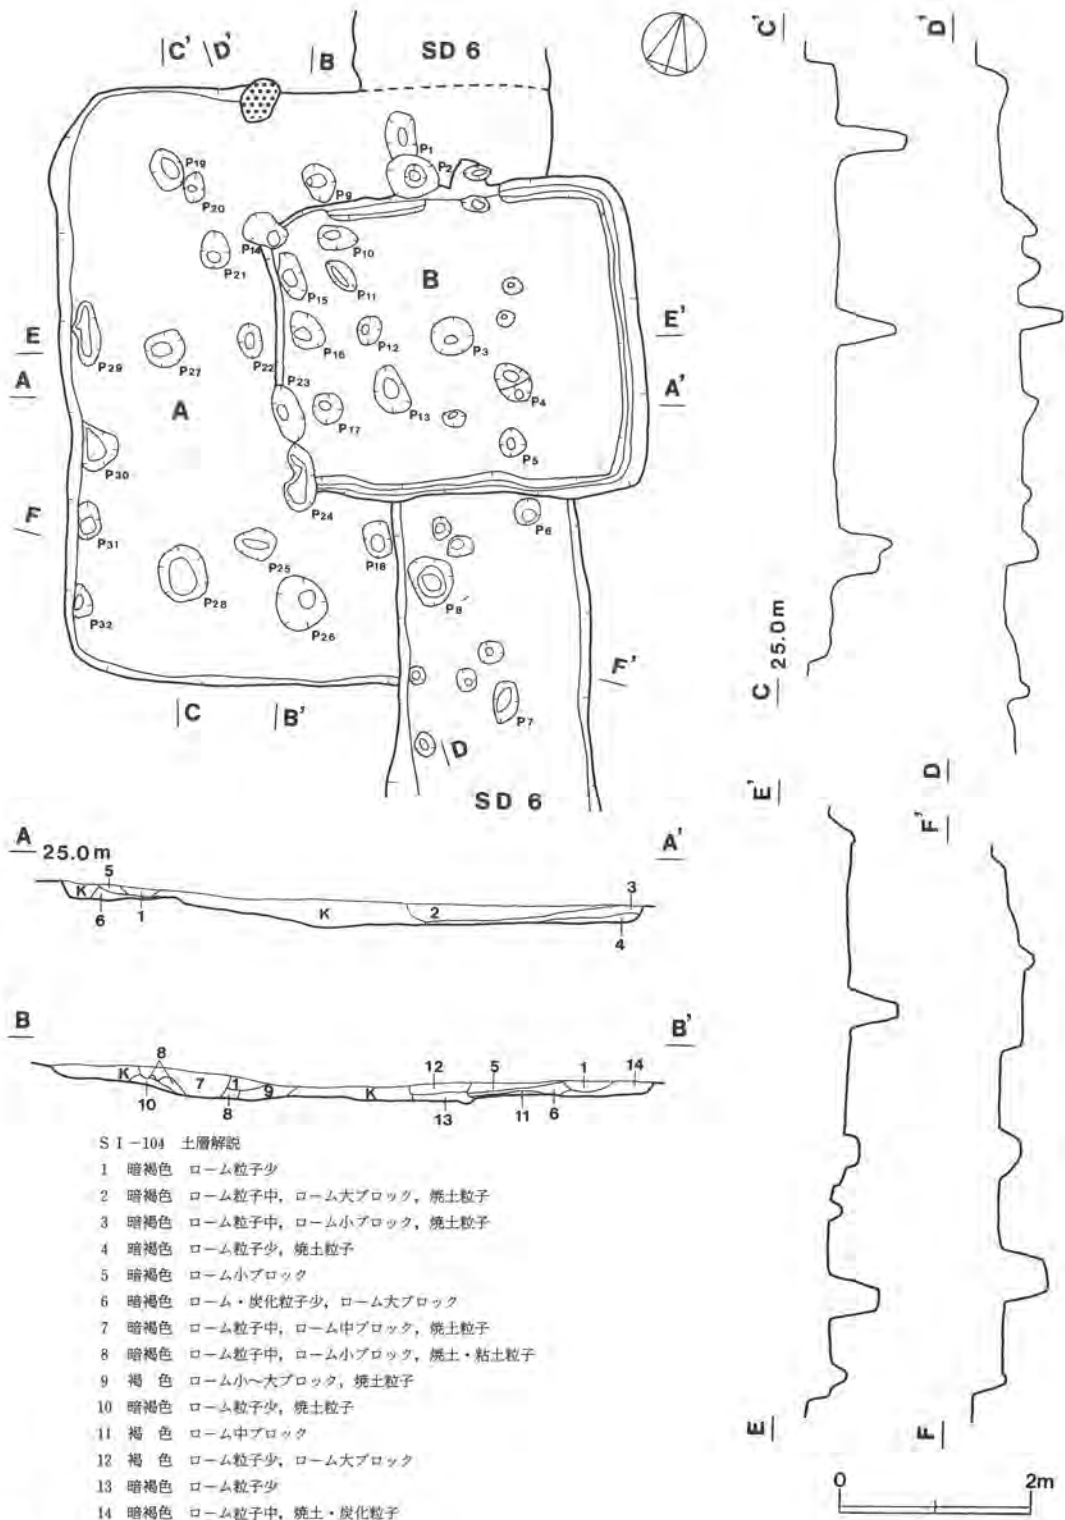 C' D' B SD 6
P1
P2
P19
P20
P9
P14
P10
P21
P15
P11
B
E E'
P29
P27
P22
P16
P12
P3
A A'
A
P23
P17
P13
P4
P5
P30
F
P24
P6
P31
P18
P25
P28
P26
P8
P32
F'
P7
C B' D
SD 6
C' D'
C 25.0m
D
E' F'
E F
A 25.0m A'
5 3
K K 2
6 1 4
B B'
8 12 5 1 14
K 7 1 9 K
10 8 13 11 6
SI-104 土層解説
1 暗褐色 ローム粒子少
2 暗褐色 ローム粒子中，ローム大ブロック，焼土粒子
3 暗褐色 ローム粒子中，ローム小ブロック，焼土粒子
4 暗褐色 ローム粒子少，焼土粒子
5 暗褐色 ローム小ブロック
6 暗褐色 ローム・炭化粒子少，ローム大ブロック
7 暗褐色 ローム粒子中，ローム中ブロック，焼土粒子
8 暗褐色 ローム粒子中，ローム小ブロック，焼土・粘土粒子
9 褐 色 ローム小～大ブロック，焼土粒子
10 暗褐色 ローム粒子少，焼土粒子
11 褐 色 ローム中ブロック
12 褐 色 ローム粒子少，ローム大ブロック
13 暗褐色 ローム粒子少
14 暗褐色 ローム粒子中，焼土・炭化粒子
0 2m